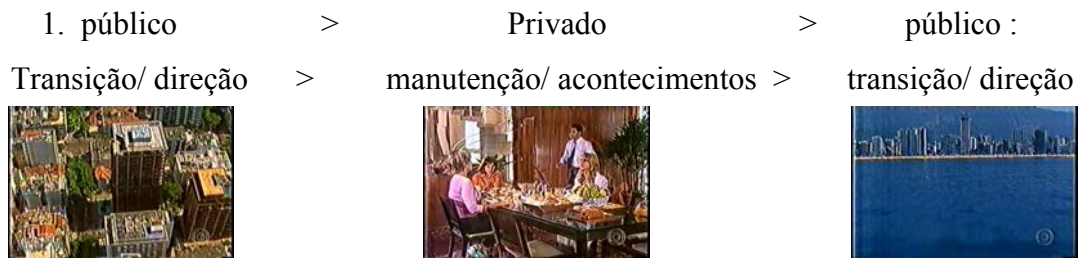 1. público > Privado > público :
Transição/ direção > manutenção/ acontecimentos > transição/ direção